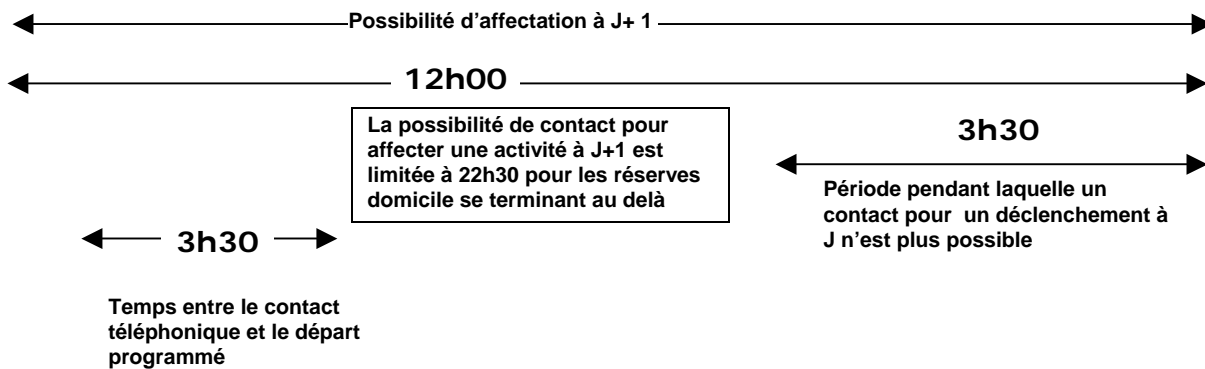 Possibilité d'affectation à J+ 1
12h00
La possibilité de contact pour
affecter une activité à J+1 est
limitée à 22h30 pour les réserves
domicile se terminant au delà
3h30
Période pendant laquelle un
contact pour un déclenchement à
J n'est plus possible
3h30
Temps entre le contact
téléphonique et le départ
programmé